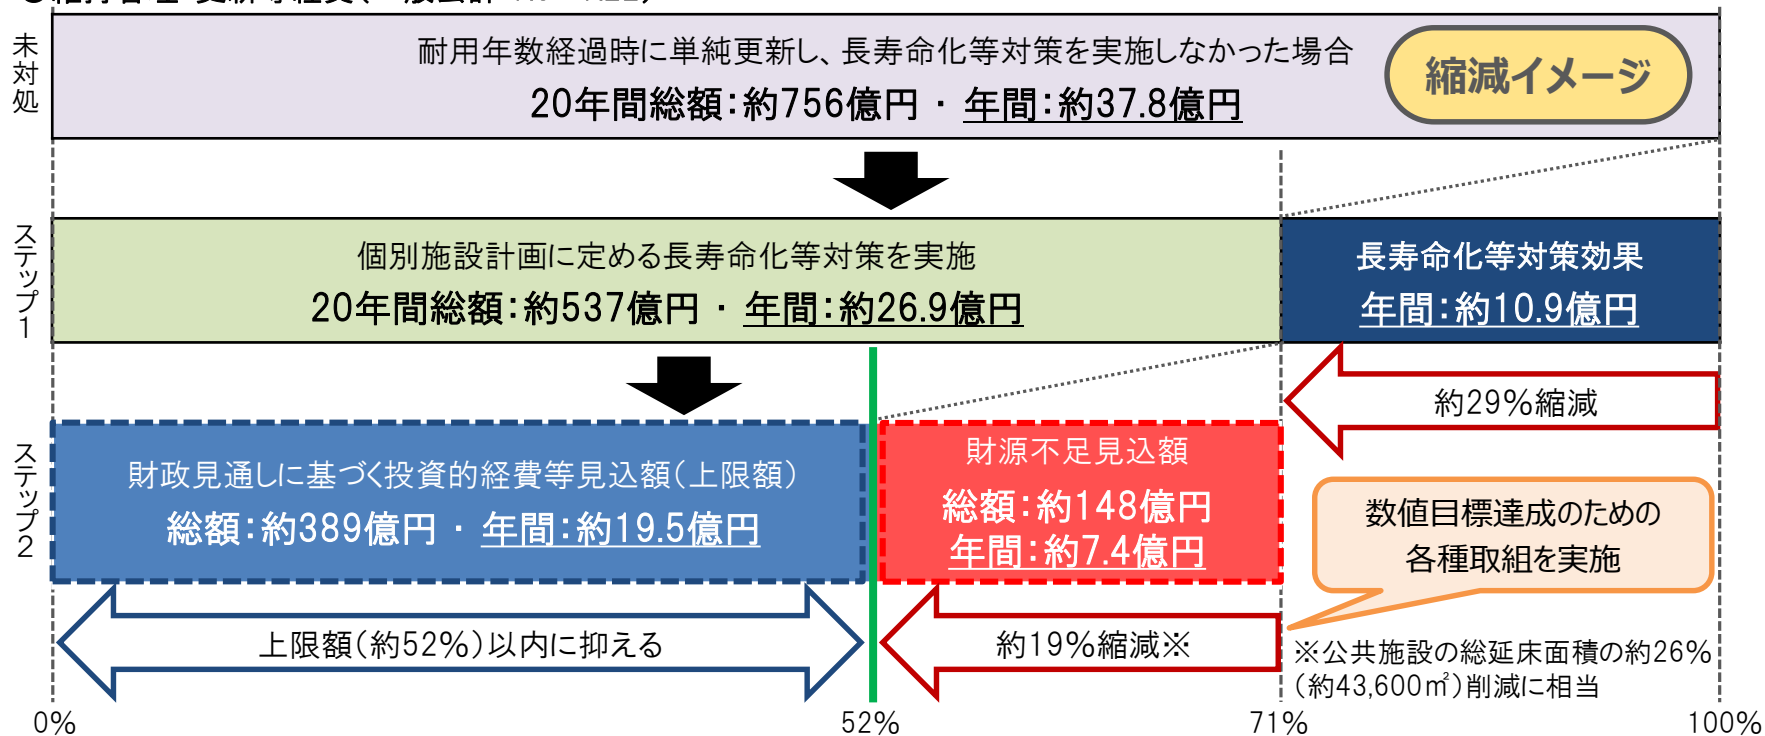 未対処
耐用年数経過時に単純更新し、長寿命化等対策を実施しなかった場合
20年間総額：約756億円 ・ 年間：約37.8億円
縮減イメージ
ステップ1
個別施設計画に定める長寿命化等対策を実施
20年間総額：約537億円 ・ 年間：約26.9億円
長寿命化等対策効果
年間：約10.9億円
約29%縮減
ステップ2
財政見通しに基づく投資的経費等見込額（上限額）
総額：約389億円 ・ 年間：約19.5億円
財源不足見込額
総額：約148億円
年間：約7.4億円
数値目標達成のための
各種取組を実施
上限額（約52%）以内に抑える
約19%縮減※
※公共施設の総延床面積の約26%
（約43,600㎡）削減に相当
0%
52%
71%
100%